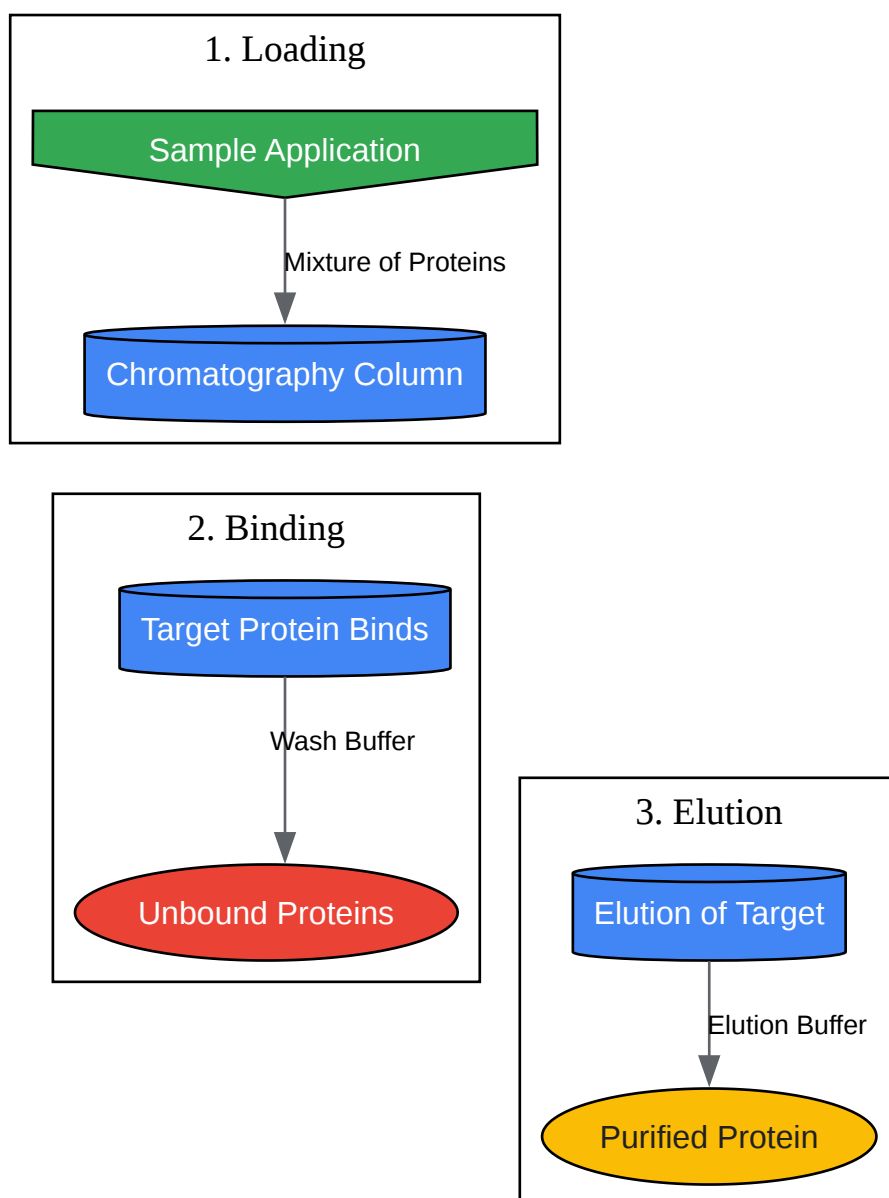 1. Loading
Sample Application
Mixture of Proteins
Chromatography Column
2. Binding
Target Protein Binds
Wash Buffer
Unbound Proteins
3. Elution
Elution of Target
Elution Buffer
Purified Protein